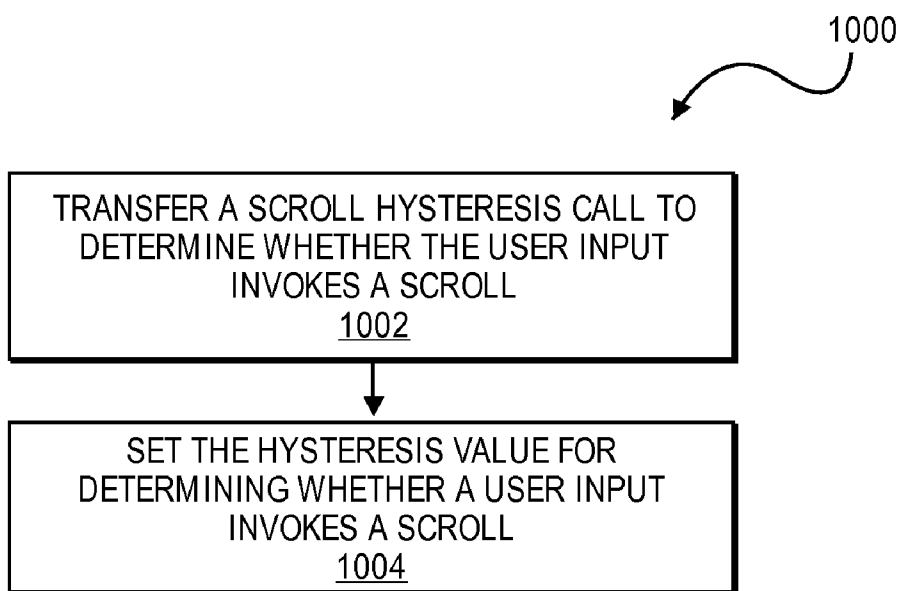 1000
TRANSFER A SCROLL HYSTERESIS CALL TO
DETERMINE WHETHER THE USER INPUT
INVOKES A SCROLL
1002
SET THE HYSTERESIS VALUE FOR
DETERMINING WHETHER A USER INPUT
INVOKES A SCROLL
1004